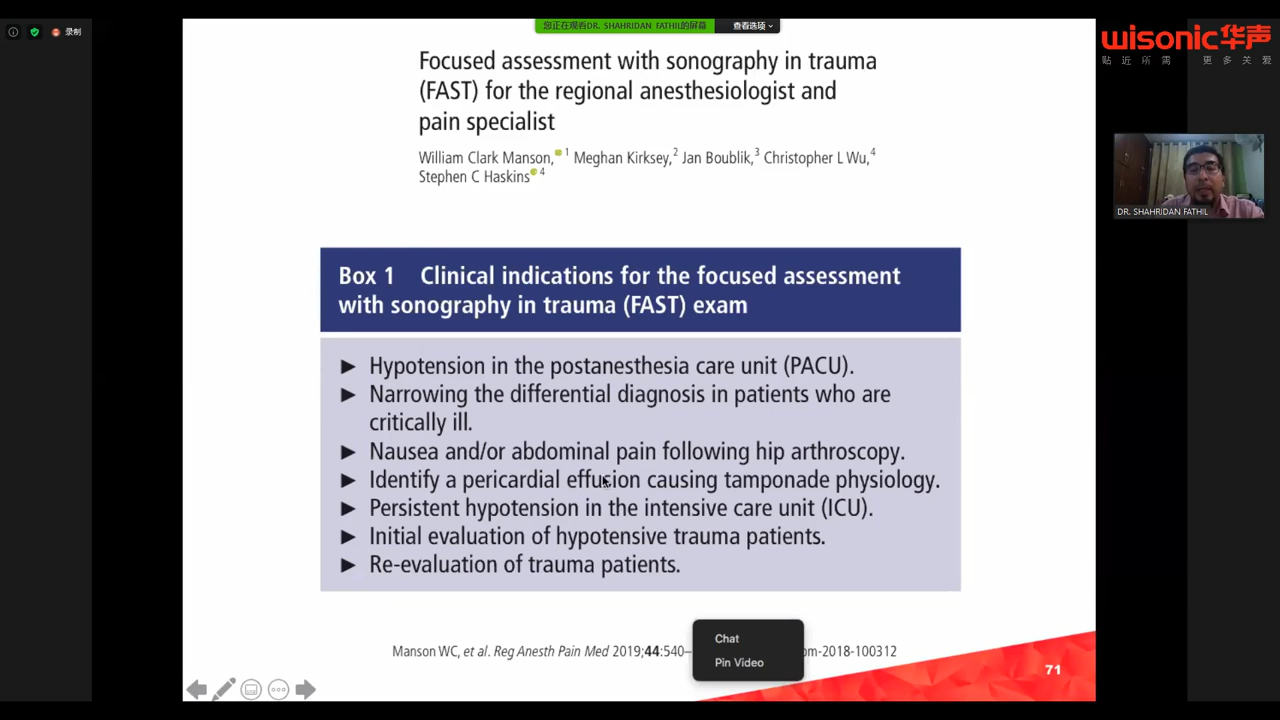 录制
您正在观看DR. SHAHRIDAN FATHIL的屏幕
查看选项
wisonic华声
贴近所需 更多关爱
Focused assessment with sonography in trauma
(FAST) for the regional anesthesiologist and
pain specialist
William Clark Manson, 1 Meghan Kirksey,2 Jan Boublik,3 Christopher L Wu,4
Stephen C Haskins 4
DR. SHAHRIDAN FATHIL
Box 1 Clinical indications for the focused assessment
with sonography in trauma (FAST) exam
► Hypotension in the postanesthesia care unit (PACU).
► Narrowing the differential diagnosis in patients who are
critically ill.
► Nausea and/or abdominal pain following hip arthroscopy.
► Identify a pericardial effusion causing tamponade physiology.
► Persistent hypotension in the intensive care unit (ICU).
► Initial evaluation of hypotensive trauma patients.
► Re-evaluation of trauma patients.
Chat
Pin Video
Manson WC, et al. Reg Anesth Pain Med 2019;44:540– om-2018-100312
71